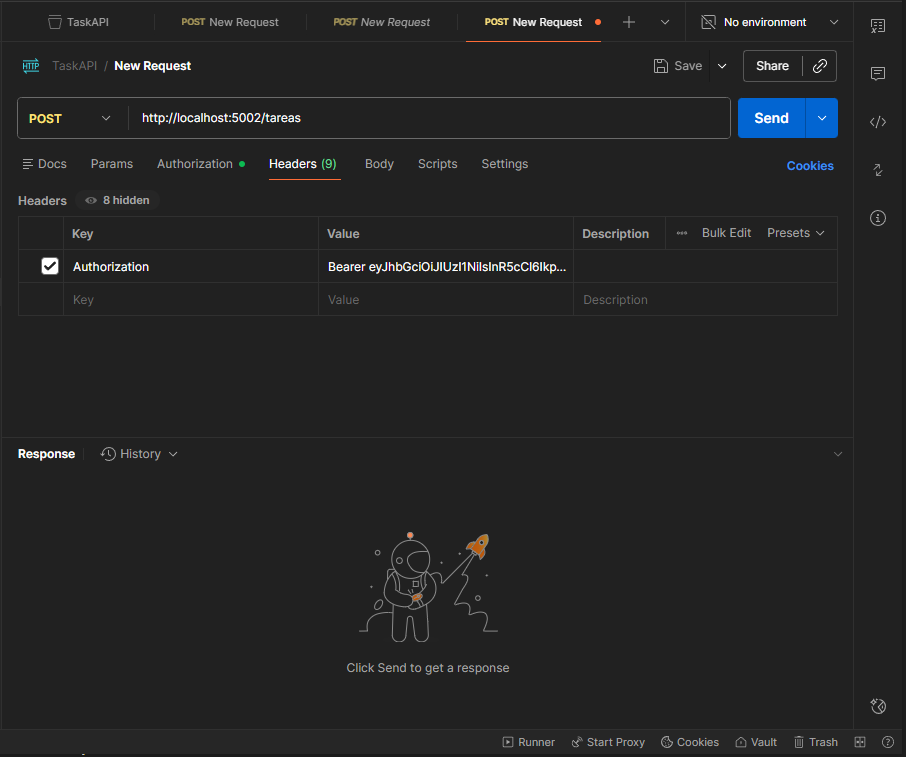 TaskAPI POST New Request POST New Request POST New Request No environment
HTTP TaskAPI / New Request Save Share
POST http://localhost:5002/tareas Send
Docs Params Authorization Headers (9) Body Scripts Settings Cookies
Headers 8 hidden
Key Value Description Bulk Edit Presets
Authorization Bearer eyJhbGciOiJIUzI1NiIsInR5cCI6Ikp...
Key Value Description
Response History
Click Send to get a response
Runner Start Proxy Cookies Vault Trash